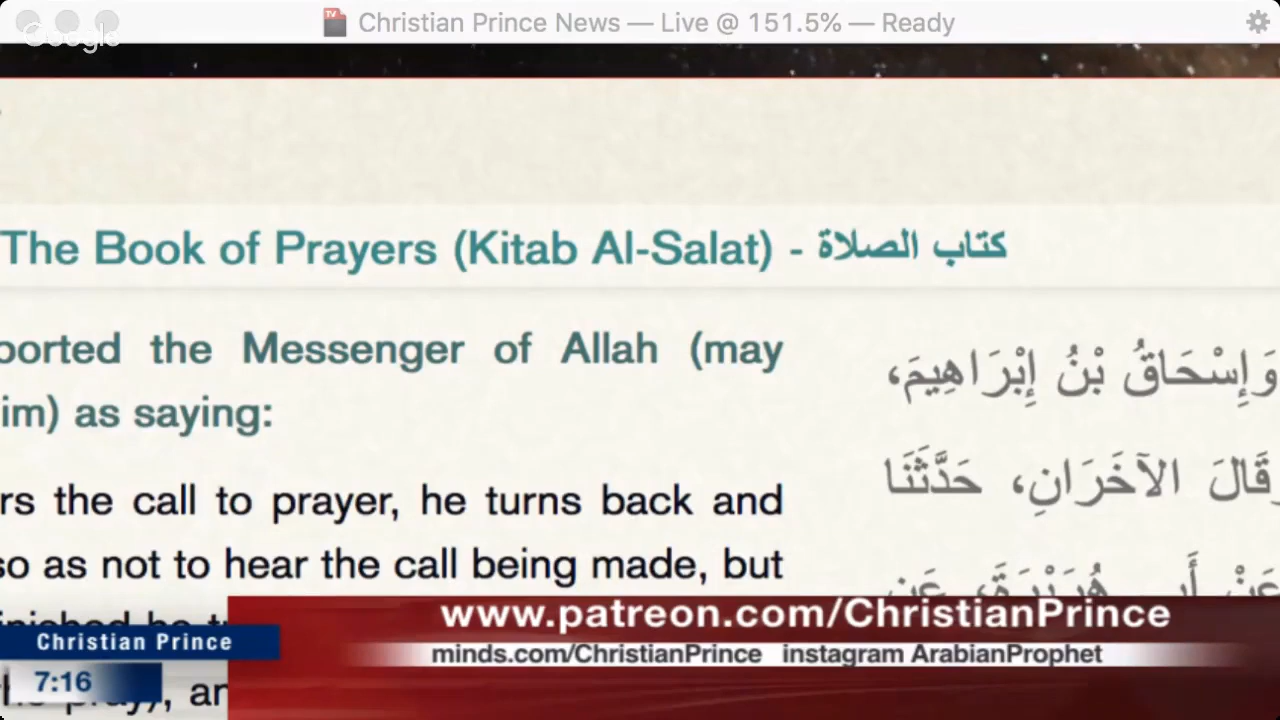 Christian Prince News — Live @ 151.5% — Ready
Google
The Book of Prayers (Kitab Al-Salat) - كتاب الصلاة
ported the Messenger of Allah (may
im) as saying:
وَإِسْحَاقُ بْنُ إِبْرَاهِيمَ،
قَالَ الآخَرَانِ، حَدَّثَنَا
rs the call to prayer, he turns back and
so as not to hear the call being made, but
عَنْ أَبِي هُرَيْرَةَ، عَنِ
, an
Christian Prince
7:16
www.patreon.com/ChristianPrince
minds.com/ChristianPrince instagram ArabianProphet